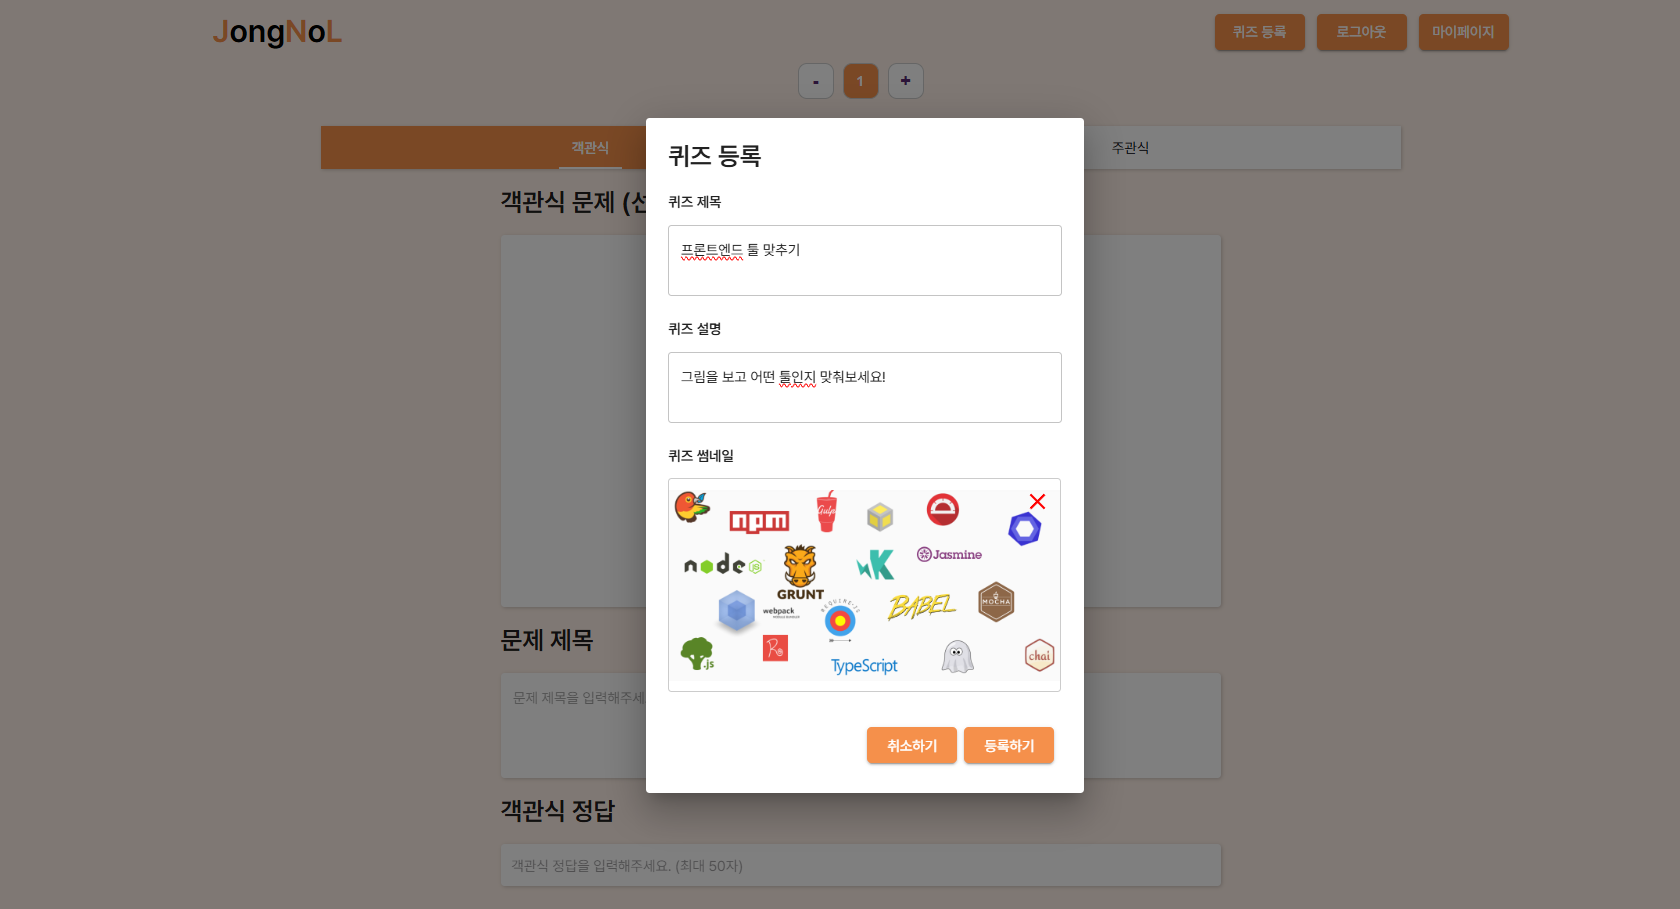 JongNoL
퀴즈 등록
로그아웃
마이페이지
- 1 +
객관식
주관식
객관식 문제 (선
문제 제목
문제 제목을 입력해주세
객관식 정답
객관식 정답을 입력해주세요. (최대 50자)
퀴즈 등록
퀴즈 제목
프론트엔드 툴 맞추기
퀴즈 설명
그림을 보고 어떤 툴인지 맞춰보세요!
퀴즈 썸네일
npm
Gulp
node JS
GRUNT
K
Jasmine
webpack
REQUIRE-JS
BABEL
MOCHA
.js
R
TypeScript
chai
취소하기
등록하기